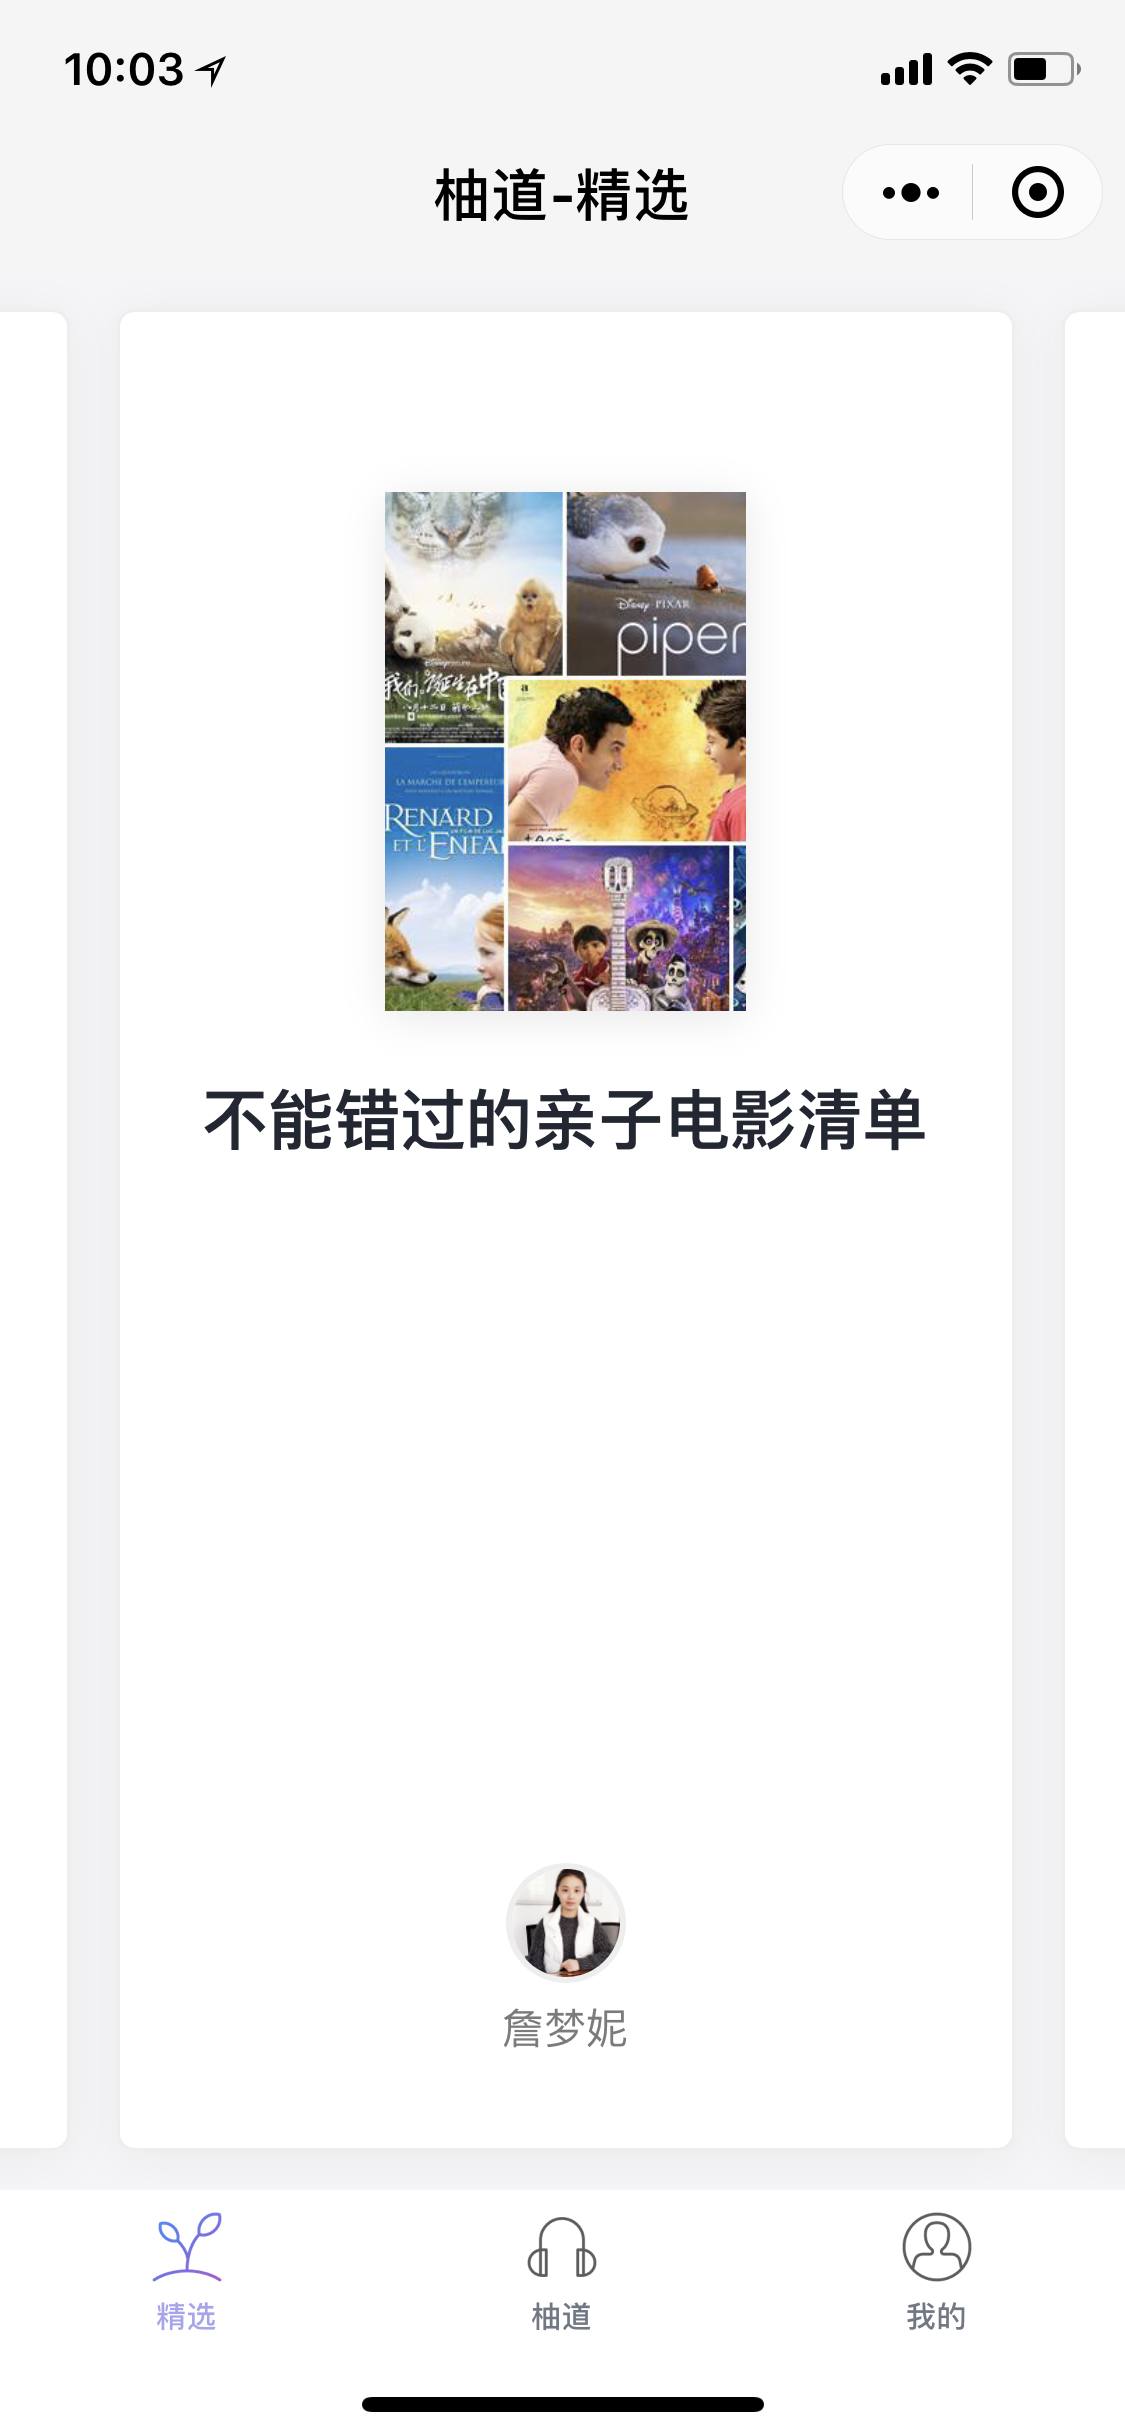 10:03
柚道-精选
Disney PIXAR
piper
我们诞生在中国
LA MARCHE DE L'EMPEREUR
RENARD
ET L'ENFA
不能错过的亲子电影清单
詹梦妮
精选
柚道
我的